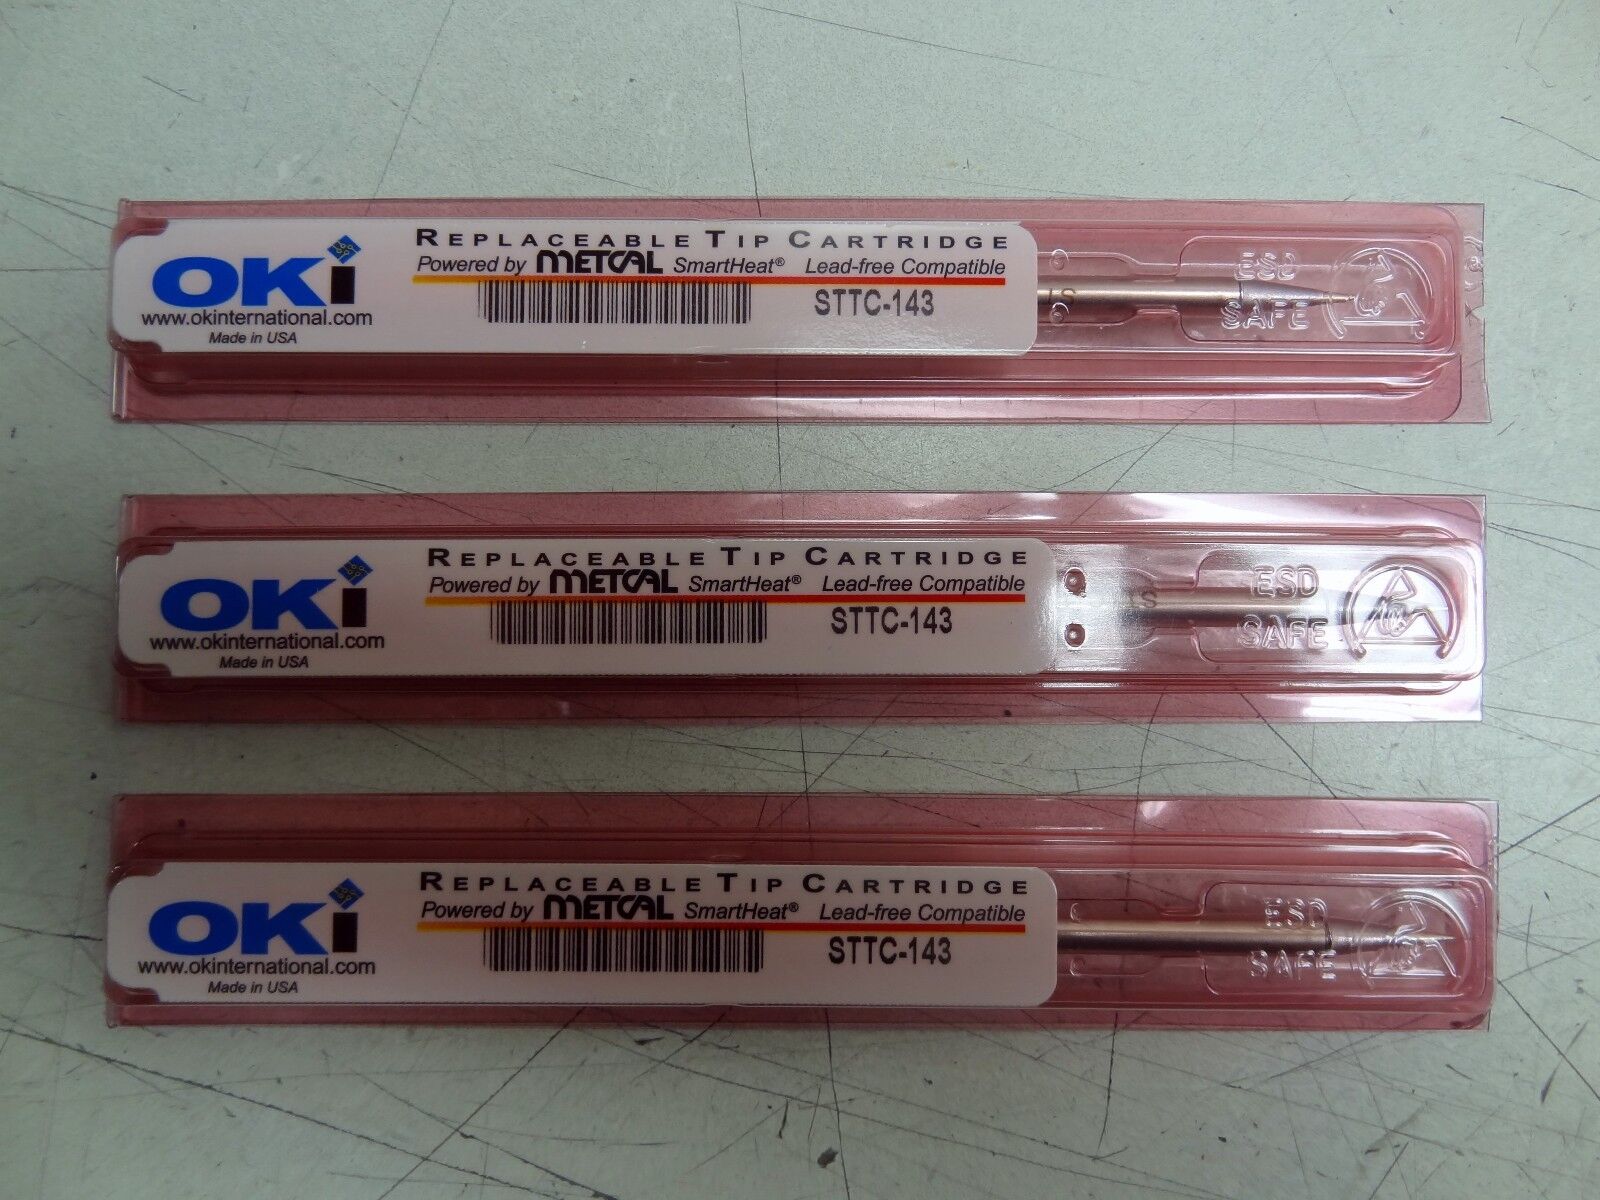 OKi
www.okinternational.com
Made in USA
REPLACEABLE TIP CARTRIDGE
Powered by METCAL SmartHeat® Lead-free Compatible
STTC-143
ESD
SAFE
OKi
www.okinternational.com
Made in USA
REPLACEABLE TIP CARTRIDGE
Powered by METCAL SmartHeat® Lead-free Compatible
STTC-143
ESD
SAFE
OKi
www.okinternational.com
Made in USA
REPLACEABLE TIP CARTRIDGE
Powered by METCAL SmartHeat® Lead-free Compatible
STTC-143
ESD
SAFE